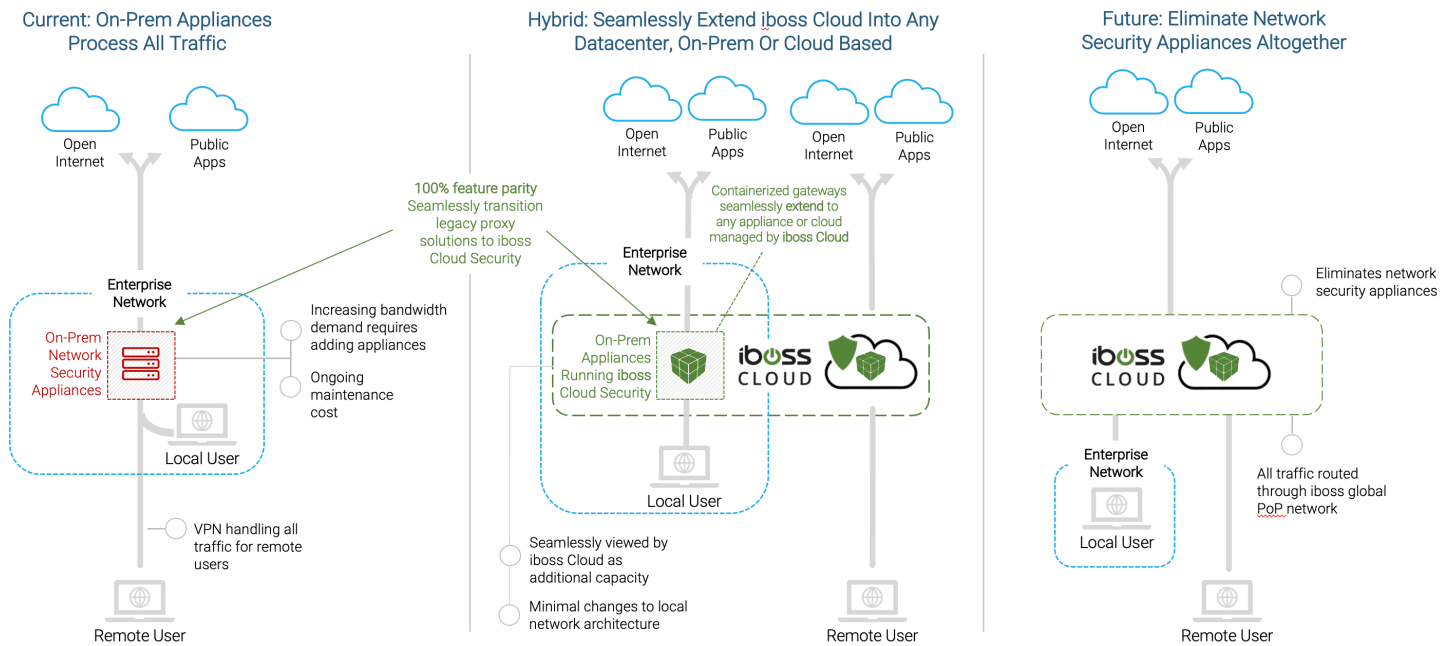 Current: On-Prem Appliances
Process All Traffic
Open
Internet
Public
Apps
Enterprise
Network
On-Prem
Network
Security
Appliances
Increasing bandwidth
demand requires
adding appliances
Ongoing
maintenance
cost
Local User
VPN handling all
traffic for remote
users
Remote User
100% feature parity
Seamlessly transition
legacy proxy
solutions to iboss
Cloud Security
Hybrid: Seamlessly Extend iboss Cloud Into Any
Datacenter, On-Prem Or Cloud Based
Open
Internet
Public
Apps
Open
Internet
Public
Apps
Containerized gateways
seamlessly extend to
any appliance or cloud
managed by iboss Cloud
Enterprise
Network
On-Prem
Appliances
Running iboss
Cloud Security
iboss
CLOUD
Local User
Seamlessly viewed by
iboss Cloud as
additional capacity
Minimal changes to local
network architecture
Remote User
Future: Eliminate Network
Security Appliances Altogether
Open
Internet
Public
Apps
Eliminates network
security appliances
iboss
CLOUD
Enterprise
Network
Local User
All traffic routed
through iboss global
PoP network
Remote User